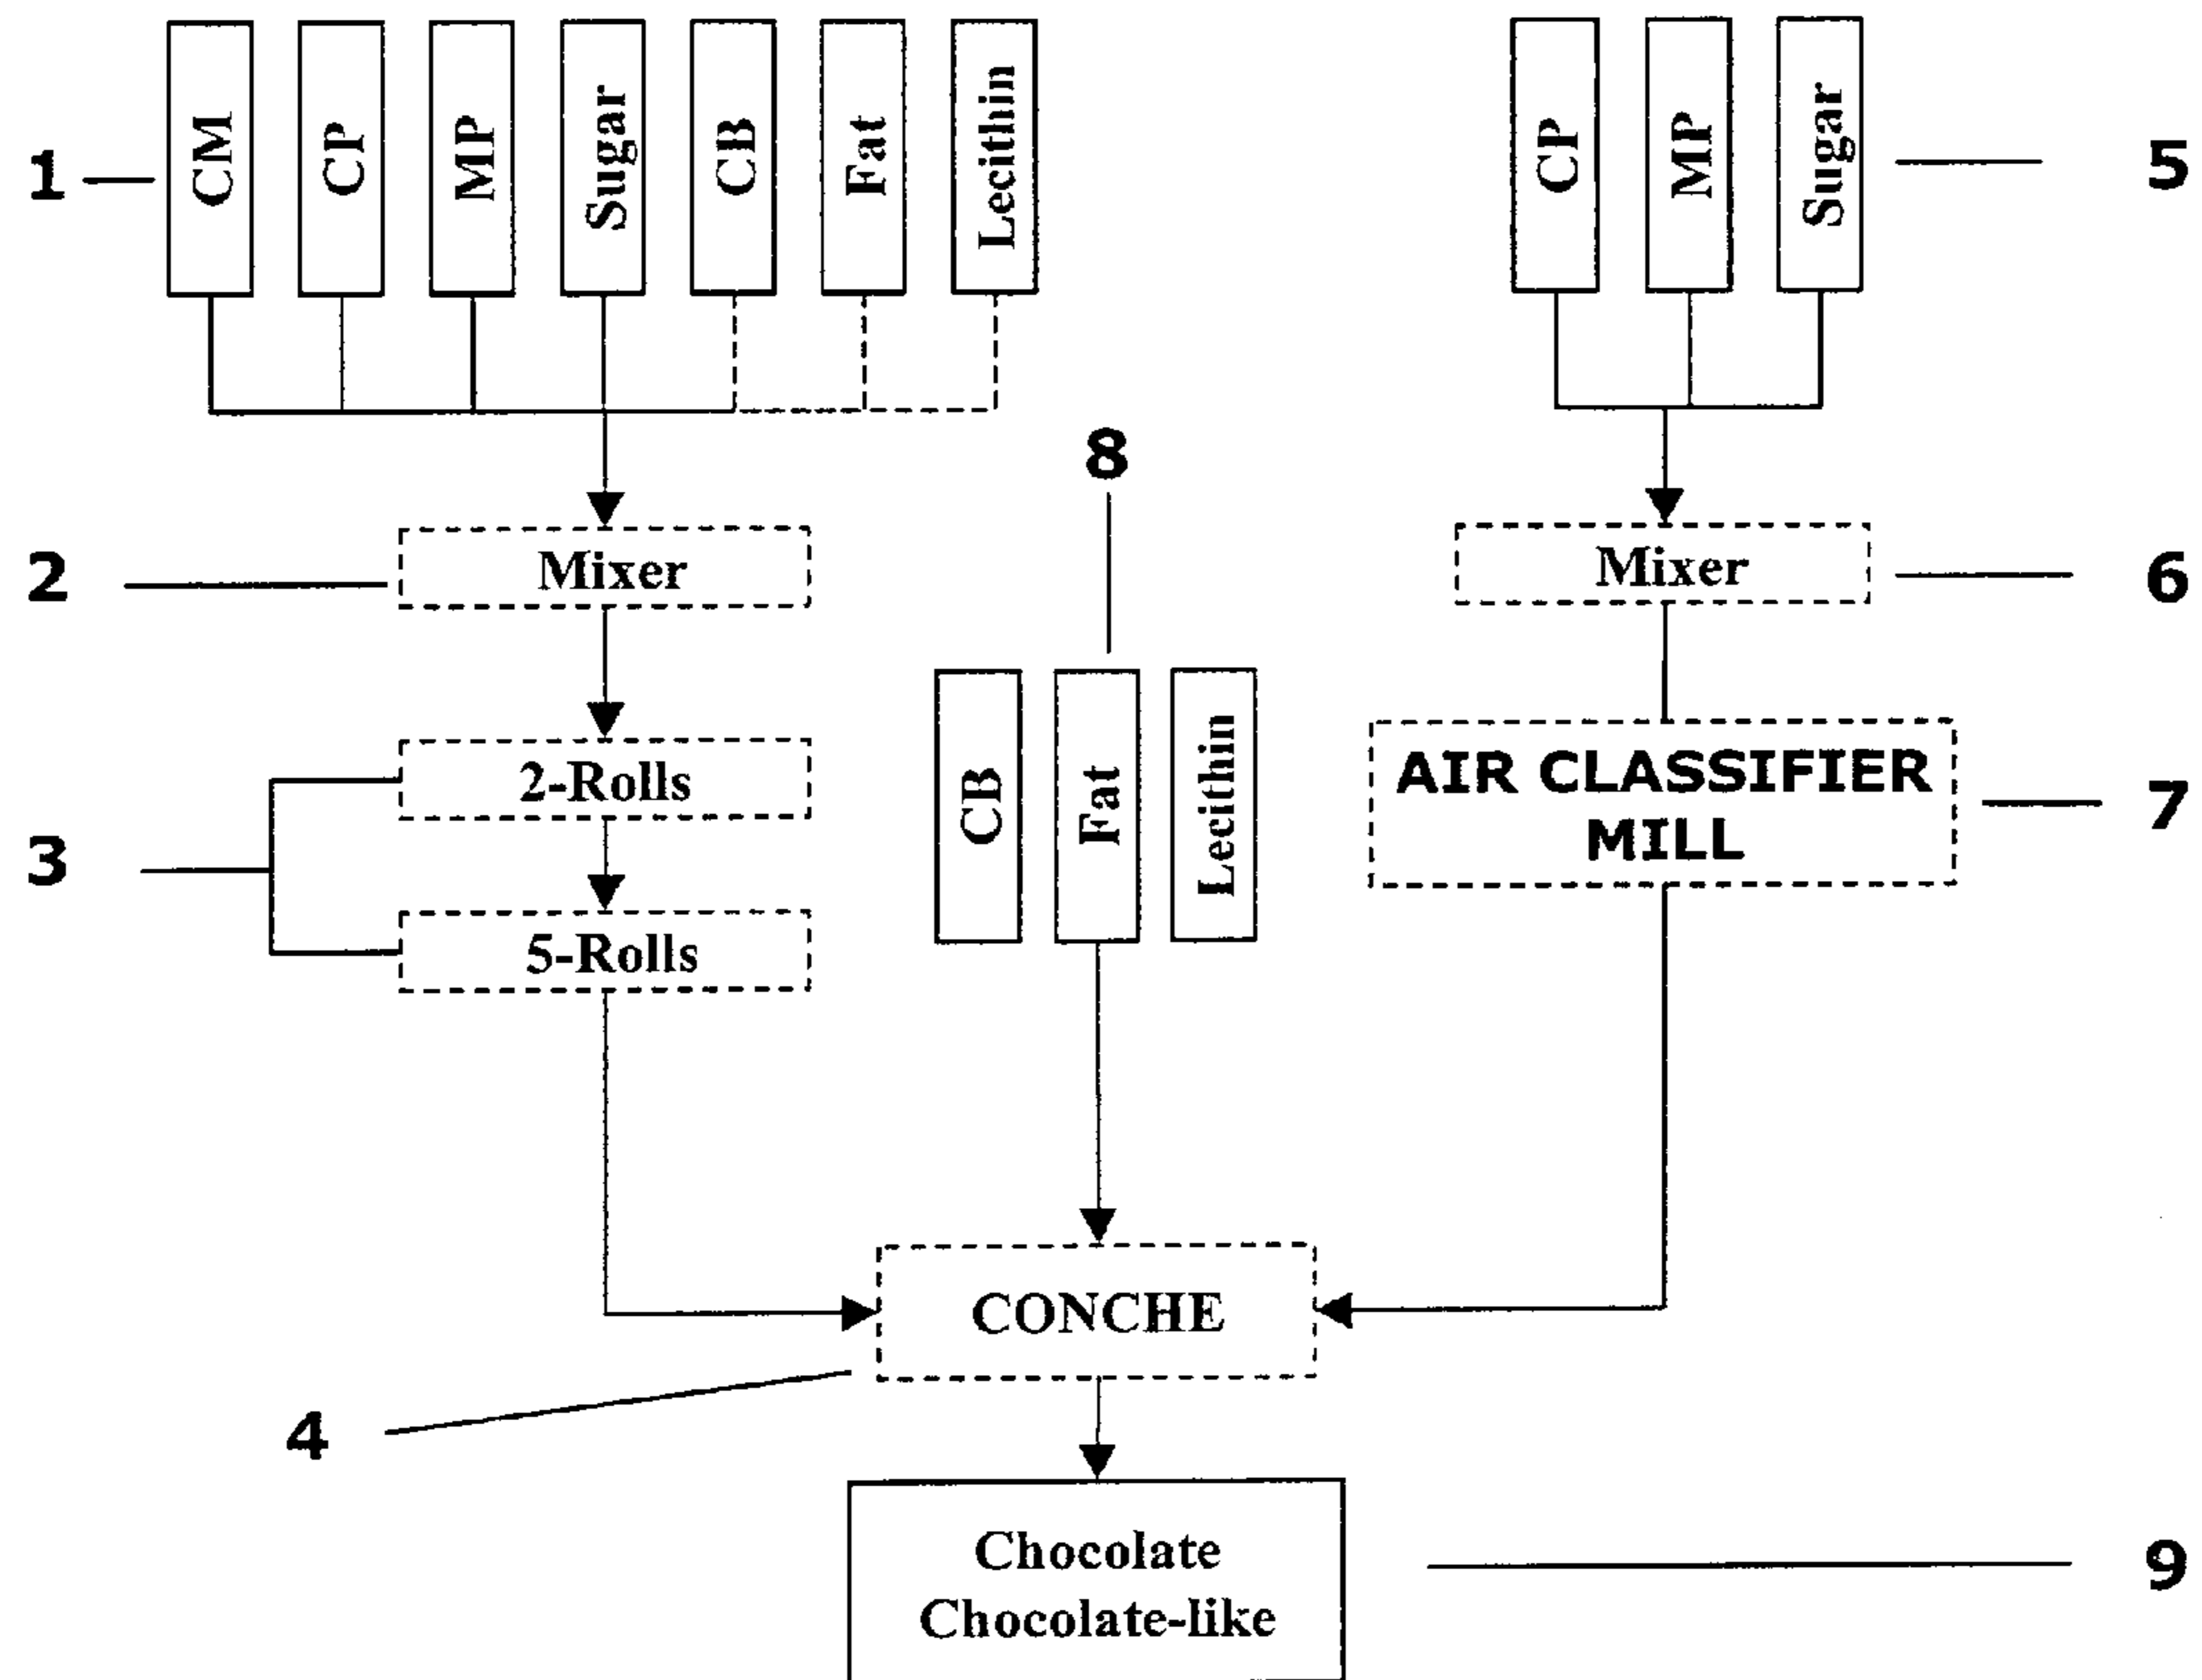 CM
CP
MP
Sugar
CB
Fat
Lecithin
CP
MP
Sugar
1
5
8
2
Mixer
Mixer
6
CB
Fat
Lecithin
2-Rolls
AIR CLASSIFIER
MILL
7
3
5-Rolls
CONCHE
4
Chocolate
Chocolate-like
9